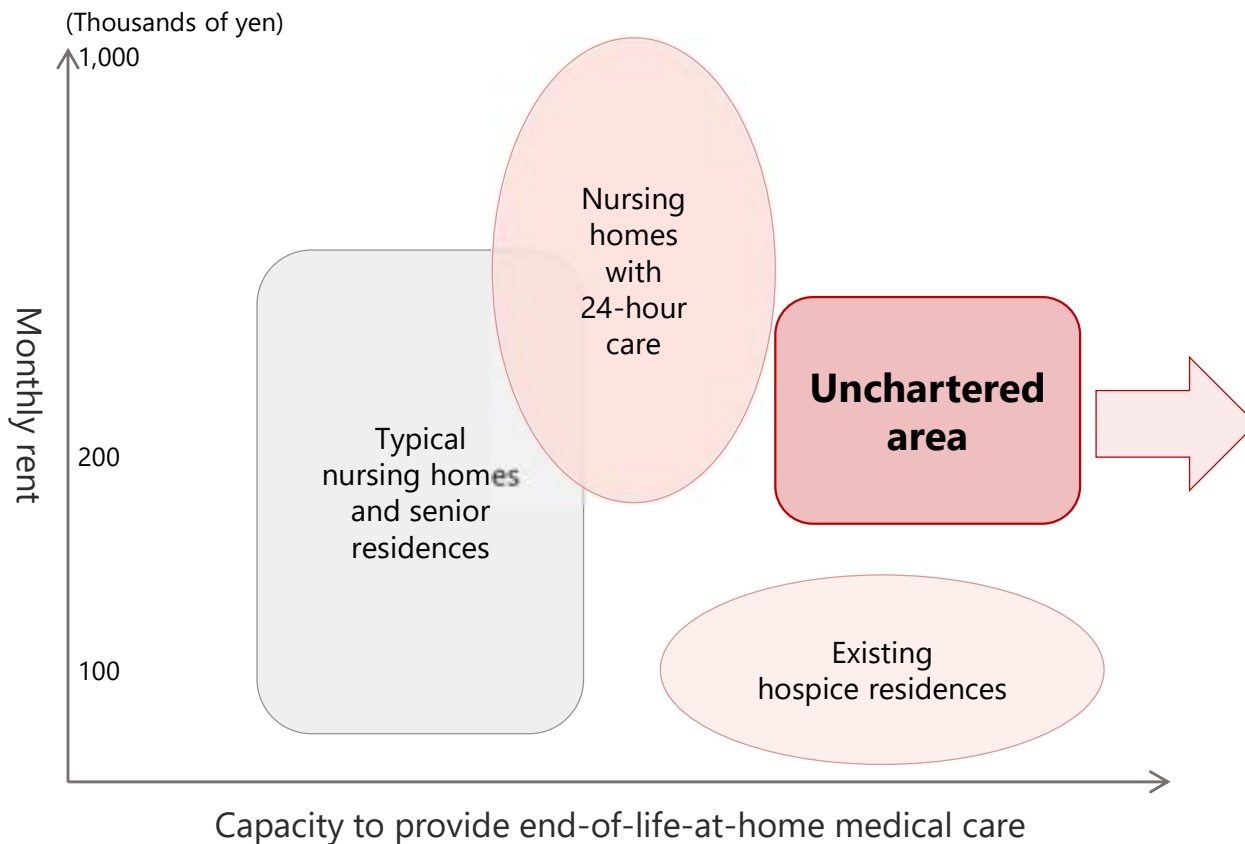 (Thousands of yen)
1,000
200
100
Monthly rent
Nursing
homes
with
24-hour
care
Typical
nursing homes
and senior
residences
Unchartered
area
Existing
hospice residences
Capacity to provide end-of-life-at-home medical care